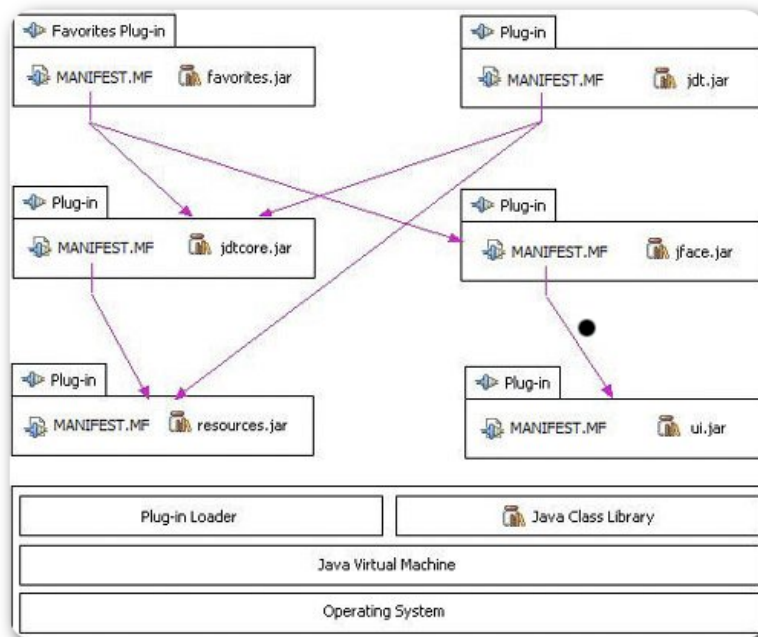 Favorites Plug-in
MANIFEST.MF favorites.jar
Plug-in
MANIFEST.MF jdt.jar
Plug-in
MANIFEST.MF jdtcore.jar
Plug-in
MANIFEST.MF jface.jar
Plug-in
MANIFEST.MF resources.jar
Plug-in
MANIFEST.MF ui.jar
Plug-in Loader
Java Class Library
Java Virtual Machine
Operating System